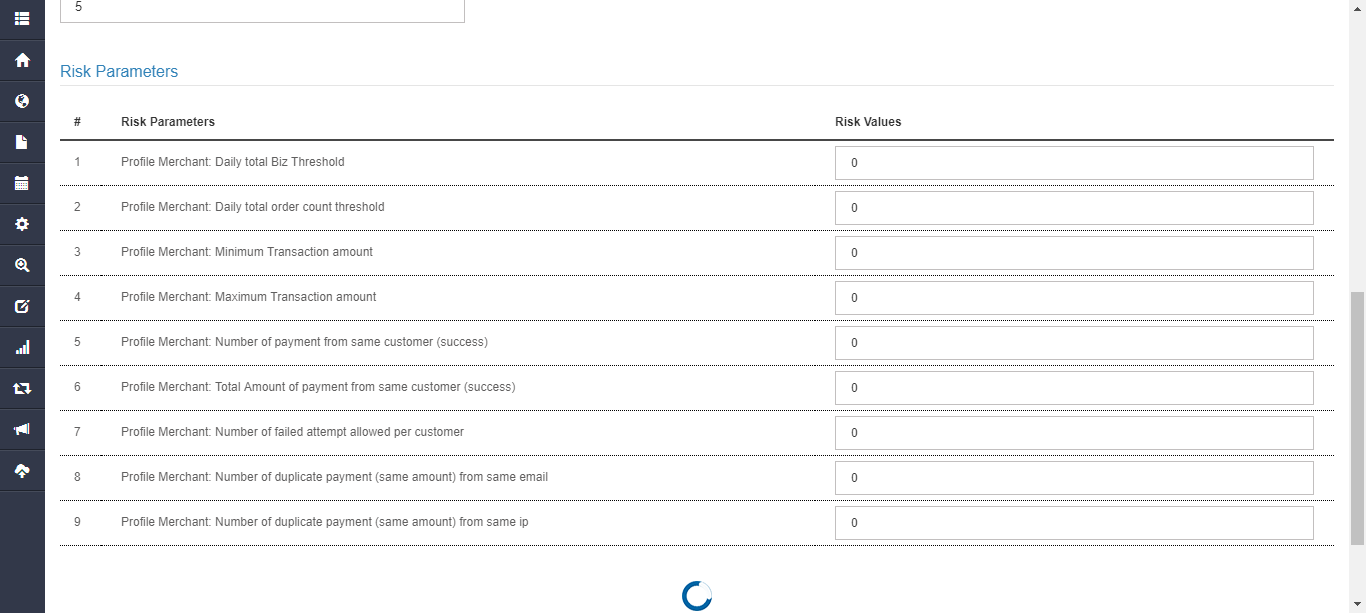 5
Risk Parameters
# Risk Parameters Risk Values
1 Profile Merchant: Daily total Biz Threshold 0
2 Profile Merchant: Daily total order count threshold 0
3 Profile Merchant: Minimum Transaction amount 0
4 Profile Merchant: Maximum Transaction amount 0
5 Profile Merchant: Number of payment from same customer (success) 0
6 Profile Merchant: Total Amount of payment from same customer (success) 0
7 Profile Merchant: Number of failed attempt allowed per customer 0
8 Profile Merchant: Number of duplicate payment (same amount) from same email 0
9 Profile Merchant: Number of duplicate payment (same amount) from same ip 0